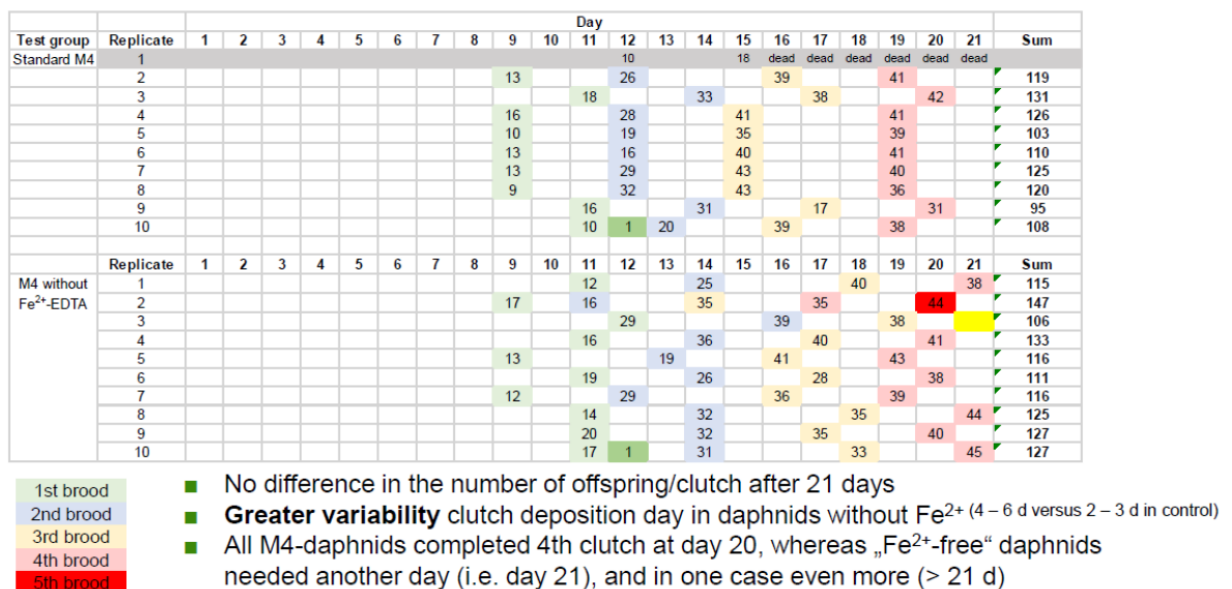 Day
Test group Replicate 1 2 3 4 5 6 7 8 9 10 11 12 13 14 15 16 17 18 19 20 21 Sum
Standard M4 1 10 18 dead dead dead dead dead dead
2 13 26 39 41 119
3 18 33 38 42 131
4 16 28 41 41 126
5 10 19 35 39 103
6 13 16 40 41 110
7 13 29 43 40 125
8 9 32 43 36 120
9 16 31 17 31 95
10 10 1 20 39 38 108
Replicate 1 2 3 4 5 6 7 8 9 10 11 12 13 14 15 16 17 18 19 20 21 Sum
M4 without 1 12 25 40 38 115
Fe²⁺-EDTA 2 17 16 35 35 44 147
3 29 39 38 106
4 16 36 40 41 133
5 13 19 41 43 116
6 19 26 28 38 111
7 12 29 36 39 116
8 14 32 35 44 125
9 20 32 35 40 127
10 17 1 31 33 45 127
1st brood
2nd brood
3rd brood
4th brood
5th brood
■ No difference in the number of offspring/clutch after 21 days
■ Greater variability clutch deposition day in daphnids without Fe²⁺ (4 – 6 d versus 2 – 3 d in control)
■ All M4-daphnids completed 4th clutch at day 20, whereas „Fe²⁺-free“ daphnids
needed another day (i.e. day 21), and in one case even more (> 21 d)